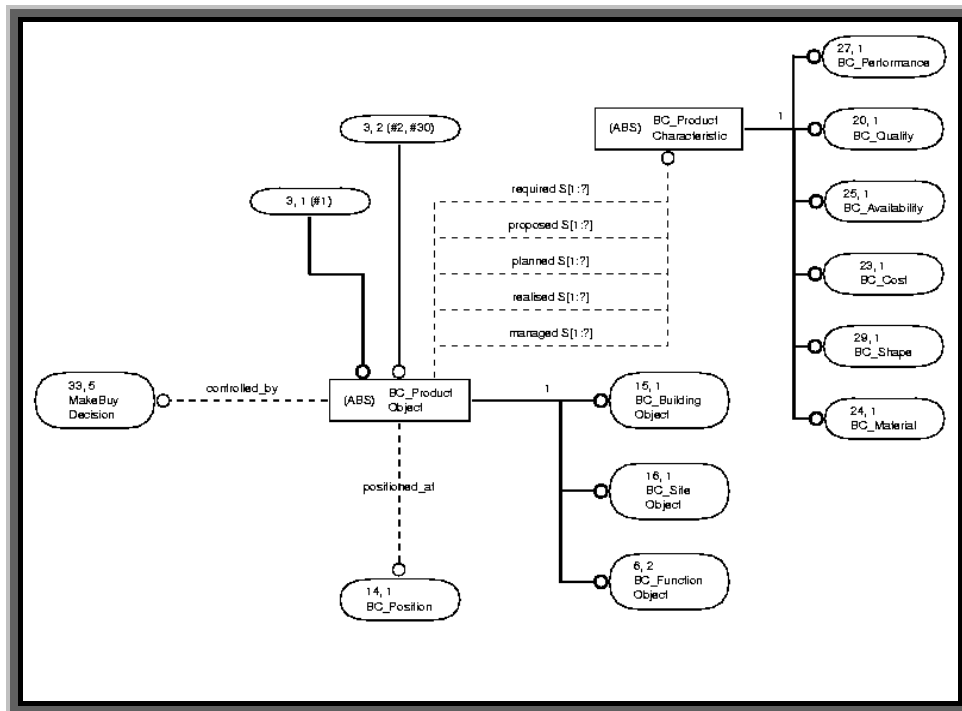 27, 1
BC_Performance
3, 2 (#2, #30)
(ABS) BC_Product
Characteristic
1
20, 1
BC_Quality
3, 1 (#1)
required S[1:?]
25, 1
BC_Availability
proposed S[1:?]
planned S[1:?]
23, 1
BC_Cost
realised S[1:?]
managed S[1:?]
29, 1
BC_Shape
33, 5
MakeBuy
Decision
controlled_by
(ABS) BC_Product
Object
1
15, 1
BC_Building
Object
24, 1
BC_Material
positioned_at
16, 1
BC_Site
Object
14, 1
BC_Position
6, 2
BC_Function
Object